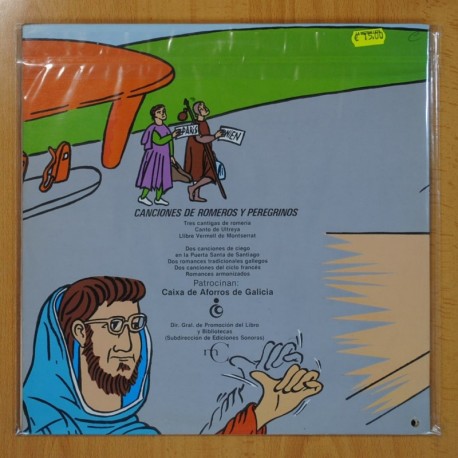 € 15,00
PARIS
WIEN
CANCIONES DE ROMEROS Y PEREGRINOS
Tres cantigas de romería
Canto de Ultreya
Llibre Vermell de Montserrat
Dos canciones de ciego
en la Puerta Santa de Santiago
Dos romances tradicionales gallegos
Dos canciones del ciclo francés
Romances armonizados
Patrocinan:
Caixa de Aforros de Galicia
Dir. Gral. de Promoción del Libro
y Bibliotecas
(Subdirección de Ediciones Sonoras)